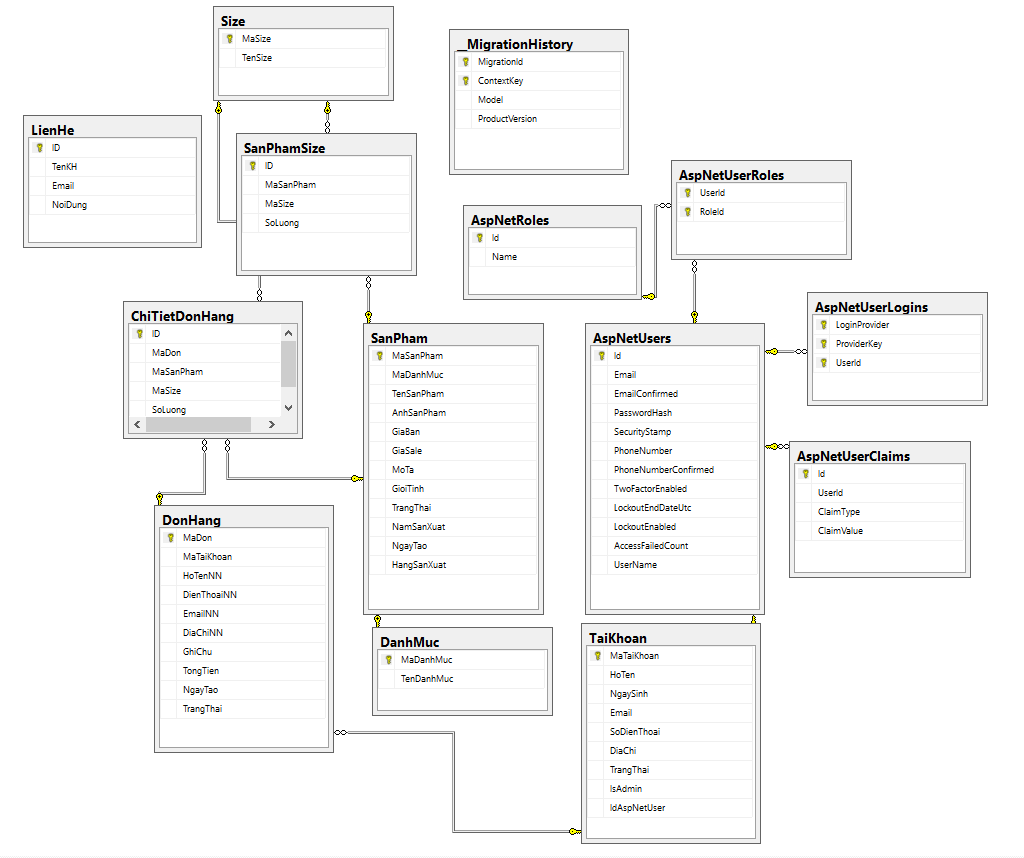 Size
MaSize
TenSize
__MigrationHistory
MigrationId
ContextKey
Model
ProductVersion
LienHe
ID
TenKH
Email
NoiDung
SanPhamSize
ID
MaSanPham
MaSize
SoLuong
AspNetUserRoles
UserId
RoleId
AspNetRoles
Id
Name
ChiTietDonHang
ID
MaDon
MaSanPham
MaSize
SoLuong
SanPham
MaSanPham
MaDanhMuc
TenSanPham
AnhSanPham
GiaBan
GiaSale
MoTa
GioiTinh
TrangThai
NamSanXuat
NgayTao
HangSanXuat
AspNetUsers
Id
Email
EmailConfirmed
PasswordHash
SecurityStamp
PhoneNumber
PhoneNumberConfirmed
TwoFactorEnabled
LockoutEndDateUtc
LockoutEnabled
AccessFailedCount
UserName
AspNetUserLogins
LoginProvider
ProviderKey
UserId
AspNetUserClaims
Id
UserId
ClaimType
ClaimValue
DonHang
MaDon
MaTaiKhoan
HoTenNN
DienThoaiNN
EmailNN
DiaChiNN
GhiChu
TongTien
NgayTao
TrangThai
DanhMuc
MaDanhMuc
TenDanhMuc
TaiKhoan
MaTaiKhoan
HoTen
NgaySinh
Email
SoDienThoai
DiaChi
TrangThai
IsAdmin
IdAspNetUser